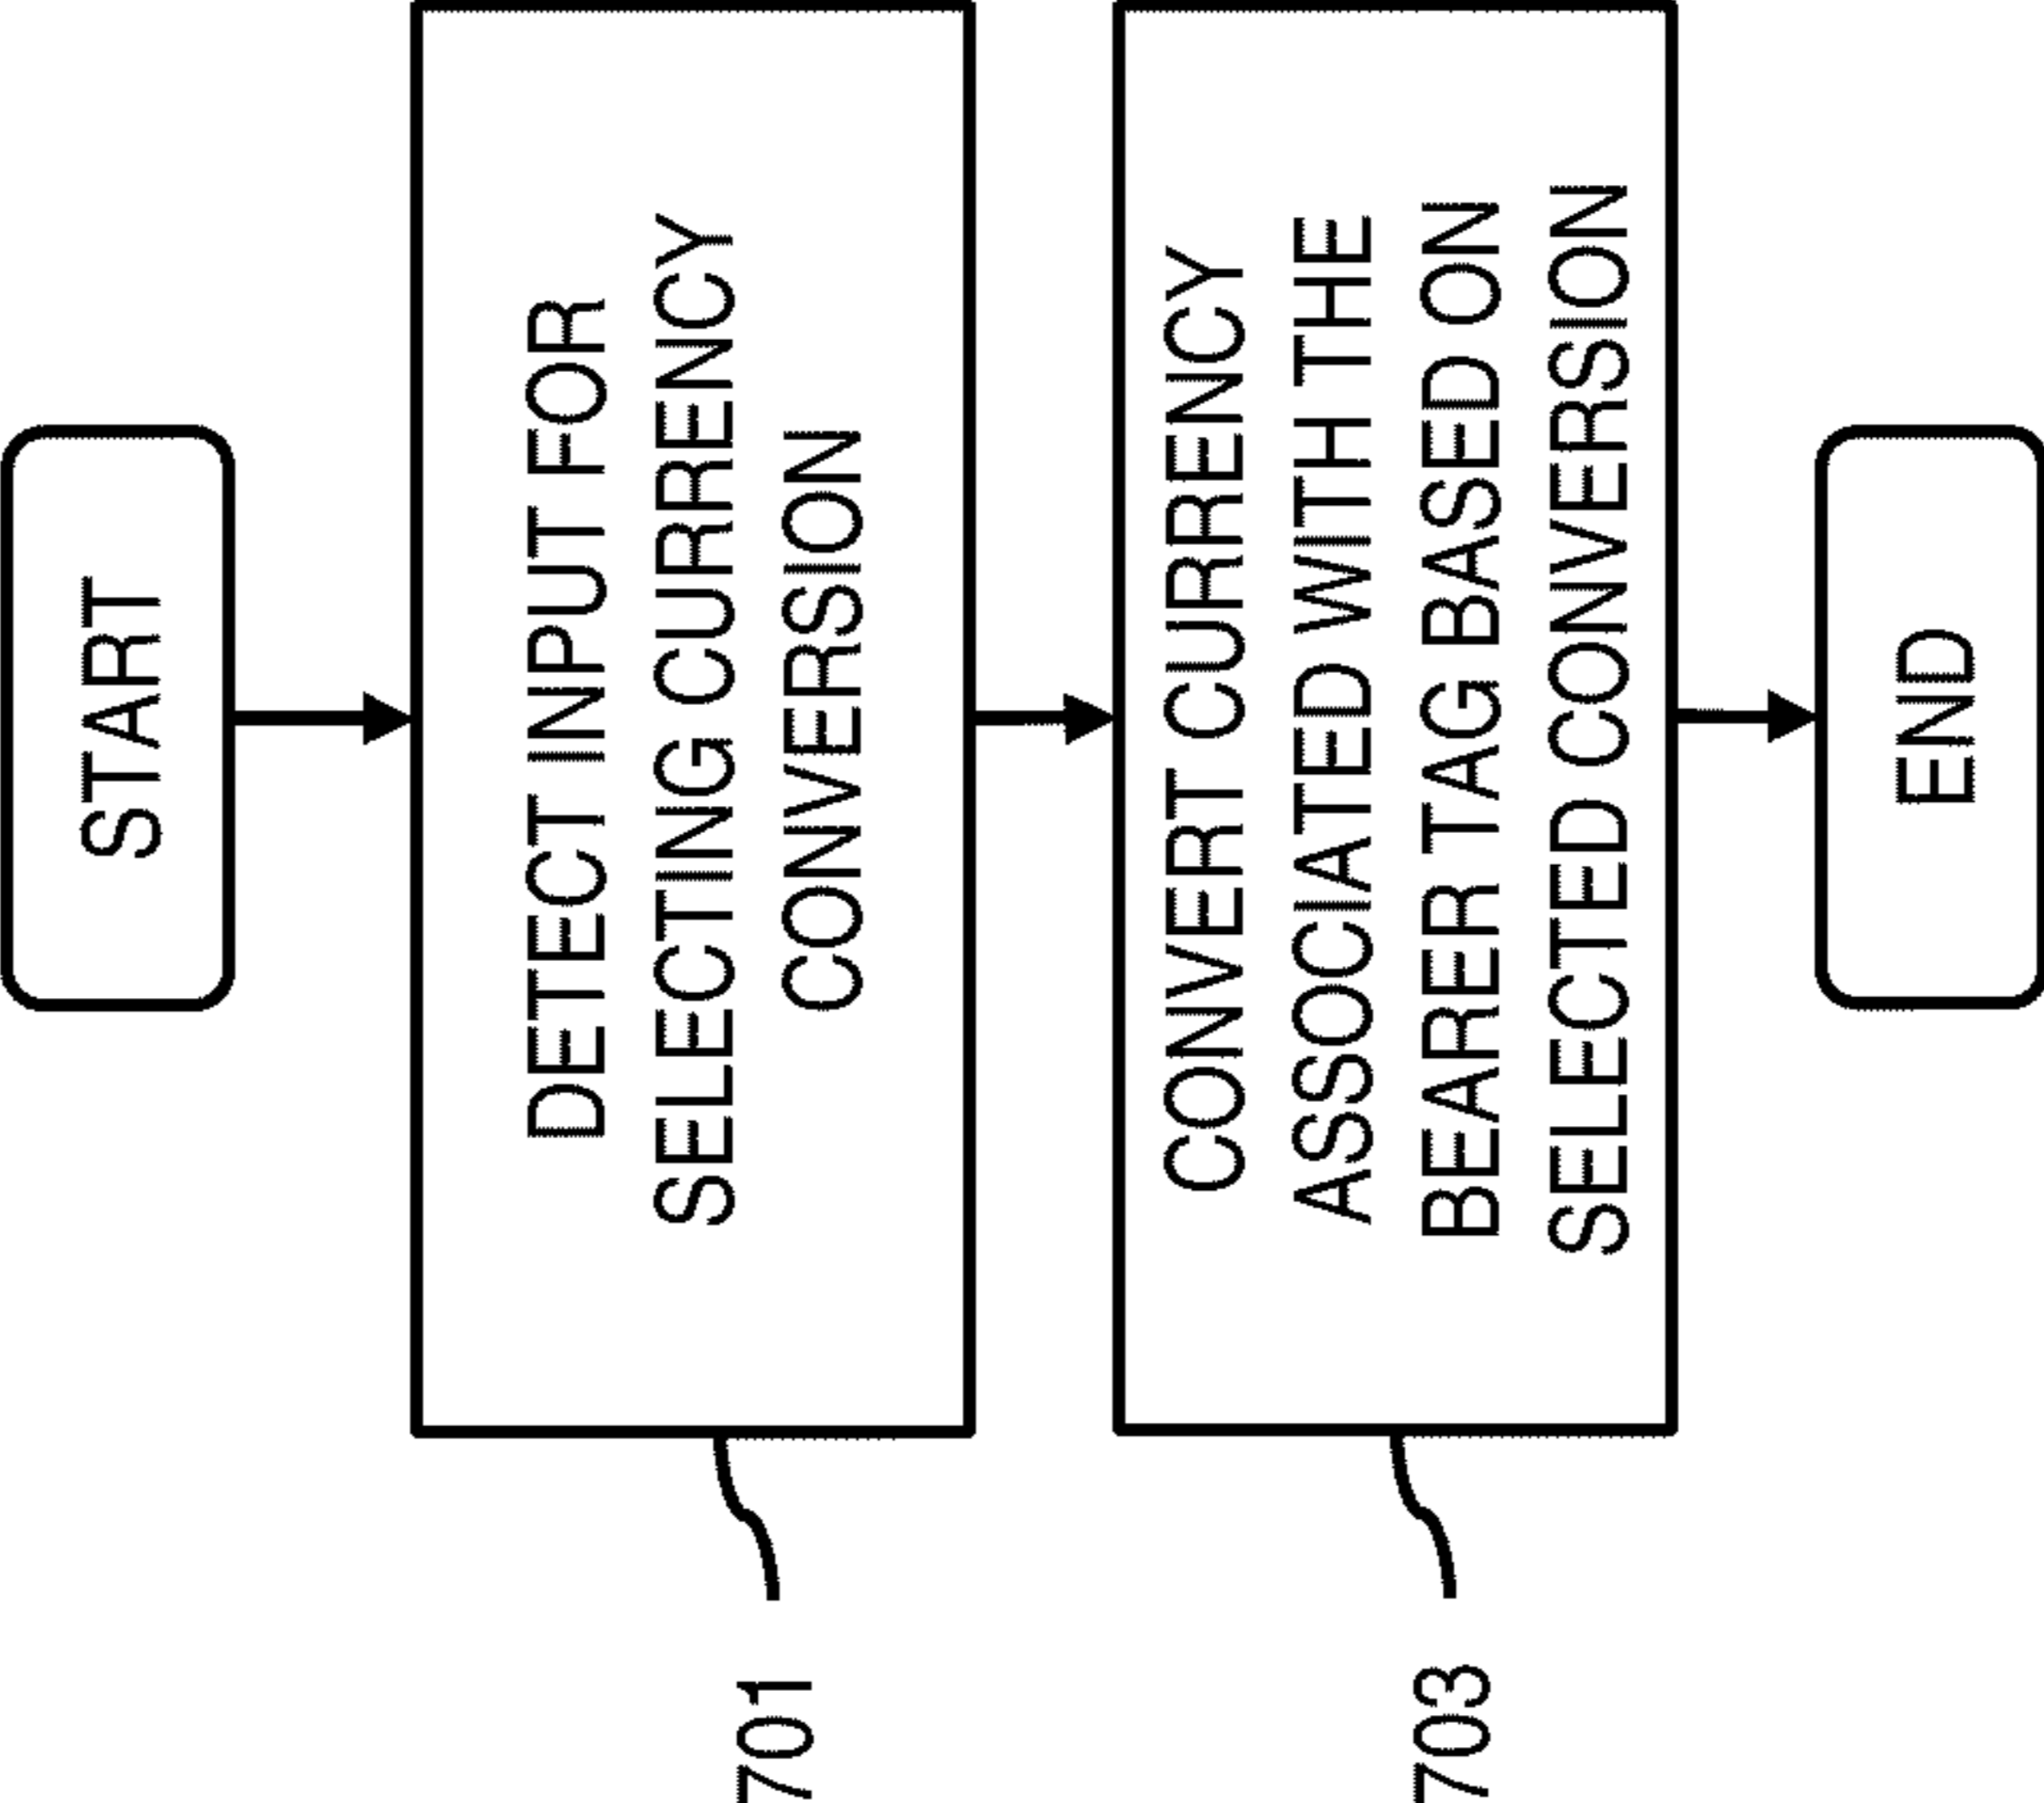 START
DETECT INPUT FOR
SELECTING CURRENCY
CONVERSION
701
CONVERT CURRENCY
ASSOCIATED WITH THE
BEARER TAG BASED ON
SELECTED CONVERSION
703
END